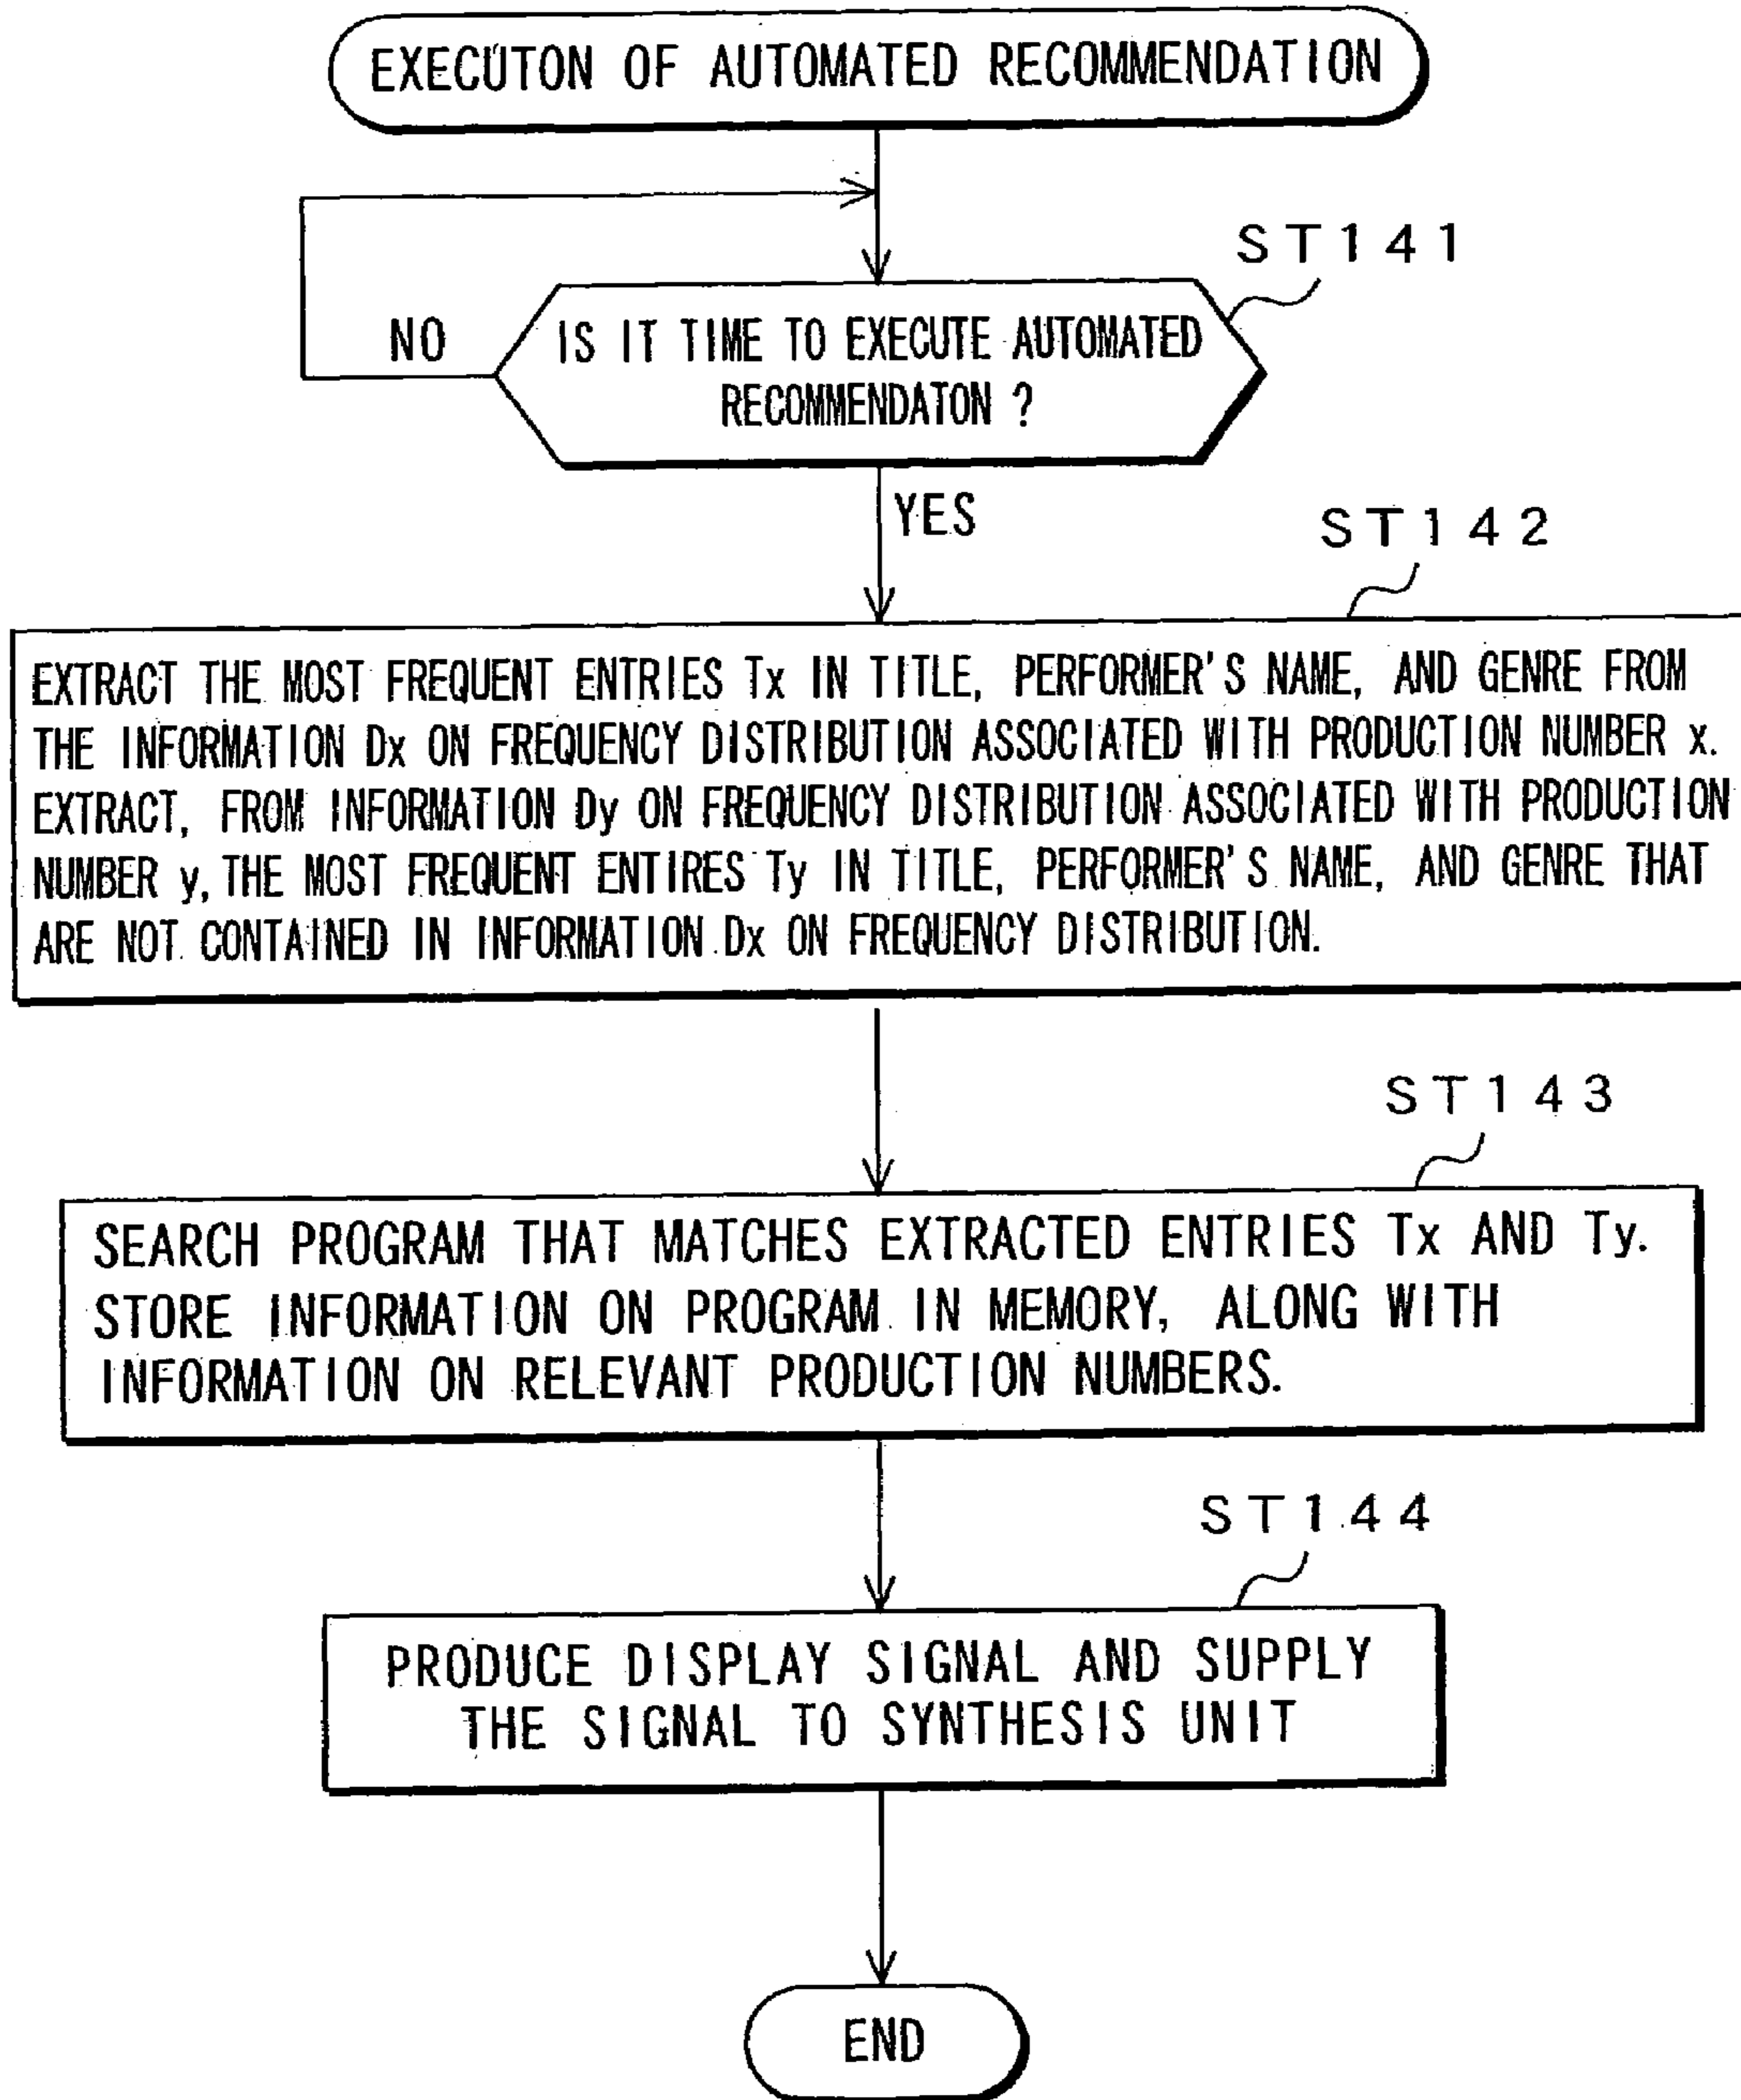 EXECUTON OF AUTOMATED RECOMMENDATION
ST141
NO
IS IT TIME TO EXECUTE AUTOMATED
RECOMMENDATON ?
YES
ST142
EXTRACT THE MOST FREQUENT ENTRIES Tx IN TITLE, PERFORMER'S NAME, AND GENRE FROM
THE INFORMATION Dx ON FREQUENCY DISTRIBUTION ASSOCIATED WITH PRODUCTION NUMBER x.
EXTRACT, FROM INFORMATION Dy ON FREQUENCY DISTRIBUTION ASSOCIATED WITH PRODUCTION
NUMBER y, THE MOST FREQUENT ENTIRES Ty IN TITLE, PERFORMER'S NAME, AND GENRE THAT
ARE NOT CONTAINED IN INFORMATION Dx ON FREQUENCY DISTRIBUTION.
ST143
SEARCH PROGRAM THAT MATCHES EXTRACTED ENTRIES Tx AND Ty.
STORE INFORMATION ON PROGRAM IN MEMORY, ALONG WITH
INFORMATION ON RELEVANT PRODUCTION NUMBERS.
ST144
PRODUCE DISPLAY SIGNAL AND SUPPLY
THE SIGNAL TO SYNTHESIS UNIT
END